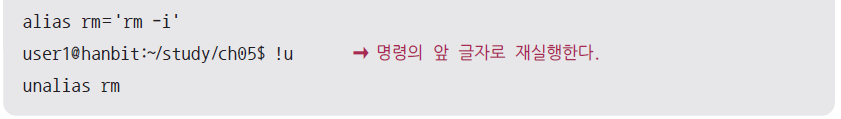 alias rm='rm -i'
user1@hanbit:~/study/ch05$ !u → 명령의 앞 글자로 재실행한다.
unalias rm